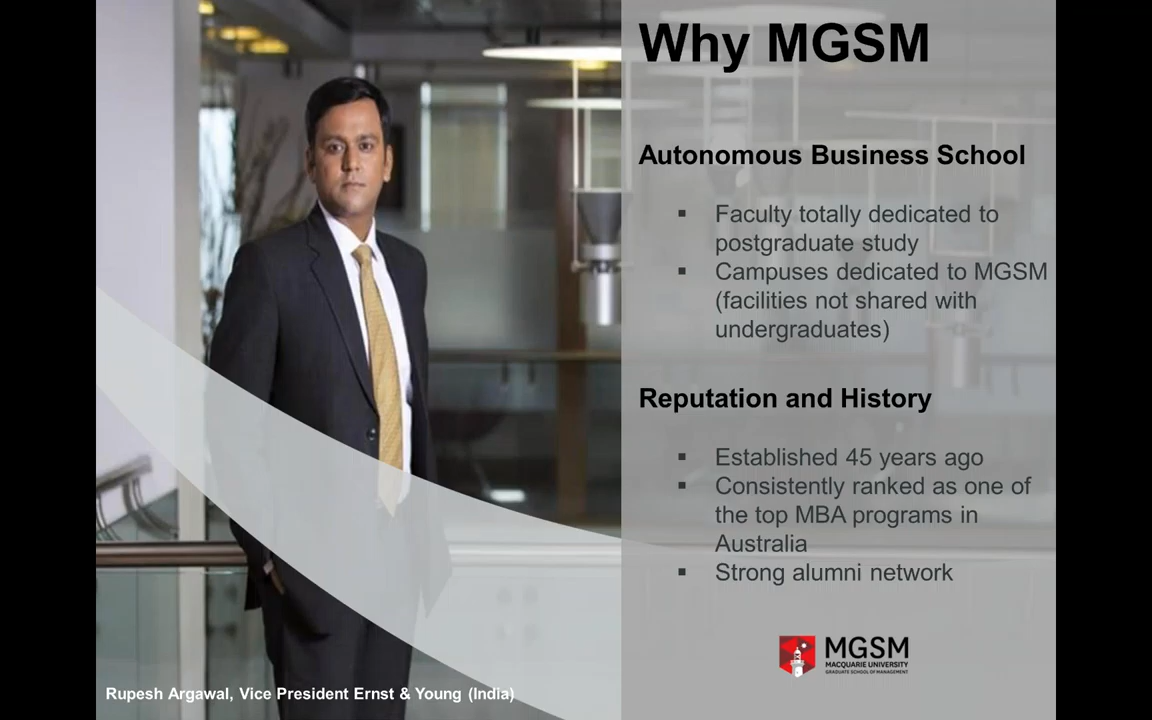 Why MGSM
Autonomous Business School
▪ Faculty totally dedicated to
postgraduate study
▪ Campuses dedicated to MGSM
(facilities not shared with
undergraduates)
Reputation and History
▪ Established 45 years ago
▪ Consistently ranked as one of
the top MBA programs in
Australia
▪ Strong alumni network
MGSM
MACQUARIE UNIVERSITY
GRADUATE SCHOOL OF MANAGEMENT
Rupesh Argawal, Vice President Ernst & Young (India)